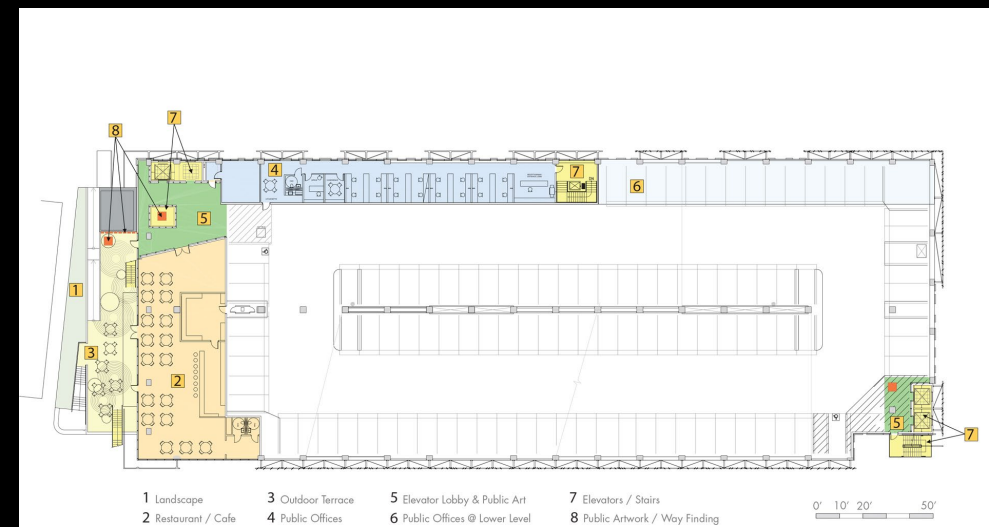 7
8
4
7
6
5
1
3
2
5
7
1 Landscape
3 Outdoor Terrace
5 Elevator Lobby & Public Art
7 Elevators / Stairs
2 Restaurant / Cafe
4 Public Offices
6 Public Offices @ Lower Level
8 Public Artwork / Way Finding
0' 10' 20' 50'